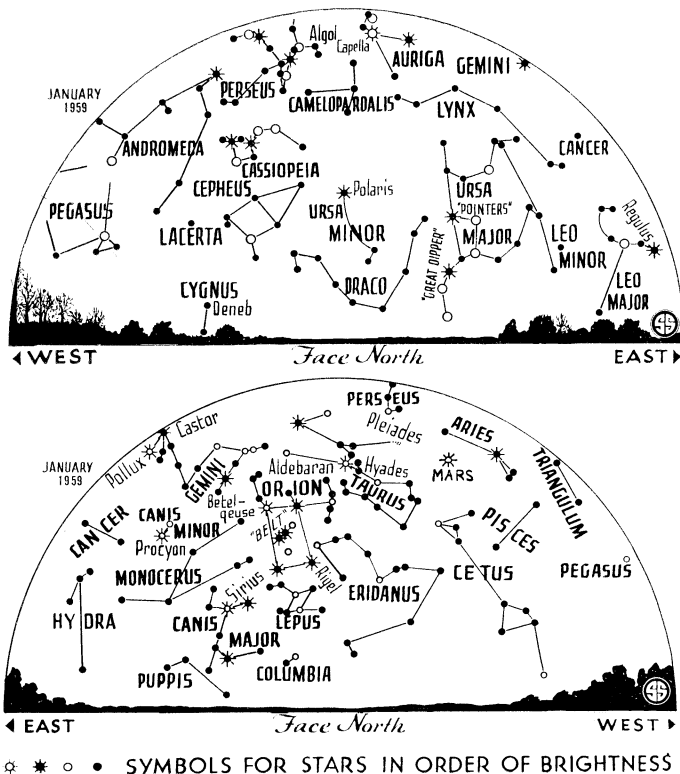 Algol
Capella
AURIGA
GEMINI
JANUARY
1959
PERSEUS
CAMELOPARDALIS
LYNX
ANDROMEDA
CANCER
CASSIOPEIA
CEPHEUS
Polaris
URSA
PEGASUS
URSA
"POINTERS"
Regulus
LACERTA
MINOR
MAJOR
LEO
MINOR
"GREAT DIPPER"
CYGNUS
Deneb
DRACO
LEO
MAJOR
WEST
Face North
EAST
PERSEUS
Castor
Pleiades
ARIES
Pollux
JANUARY
1959
GEMINI
Aldebaran
Hyades
MARS
TRIANGULUM
ORION
TAURUS
Betel-
geuse
CANCER
CANIS
MINOR
Procyon
"BELT"
PISCES
MONOCERUS
Sirius
Rigel
ERIDANUS
CETUS
PEGASUS
HYDRA
CANIS
MAJOR
LEPUS
PUPPIS
COLUMBIA
EAST
Face North
WEST
SYMBOLS FOR STARS IN ORDER OF BRIGHTNESS